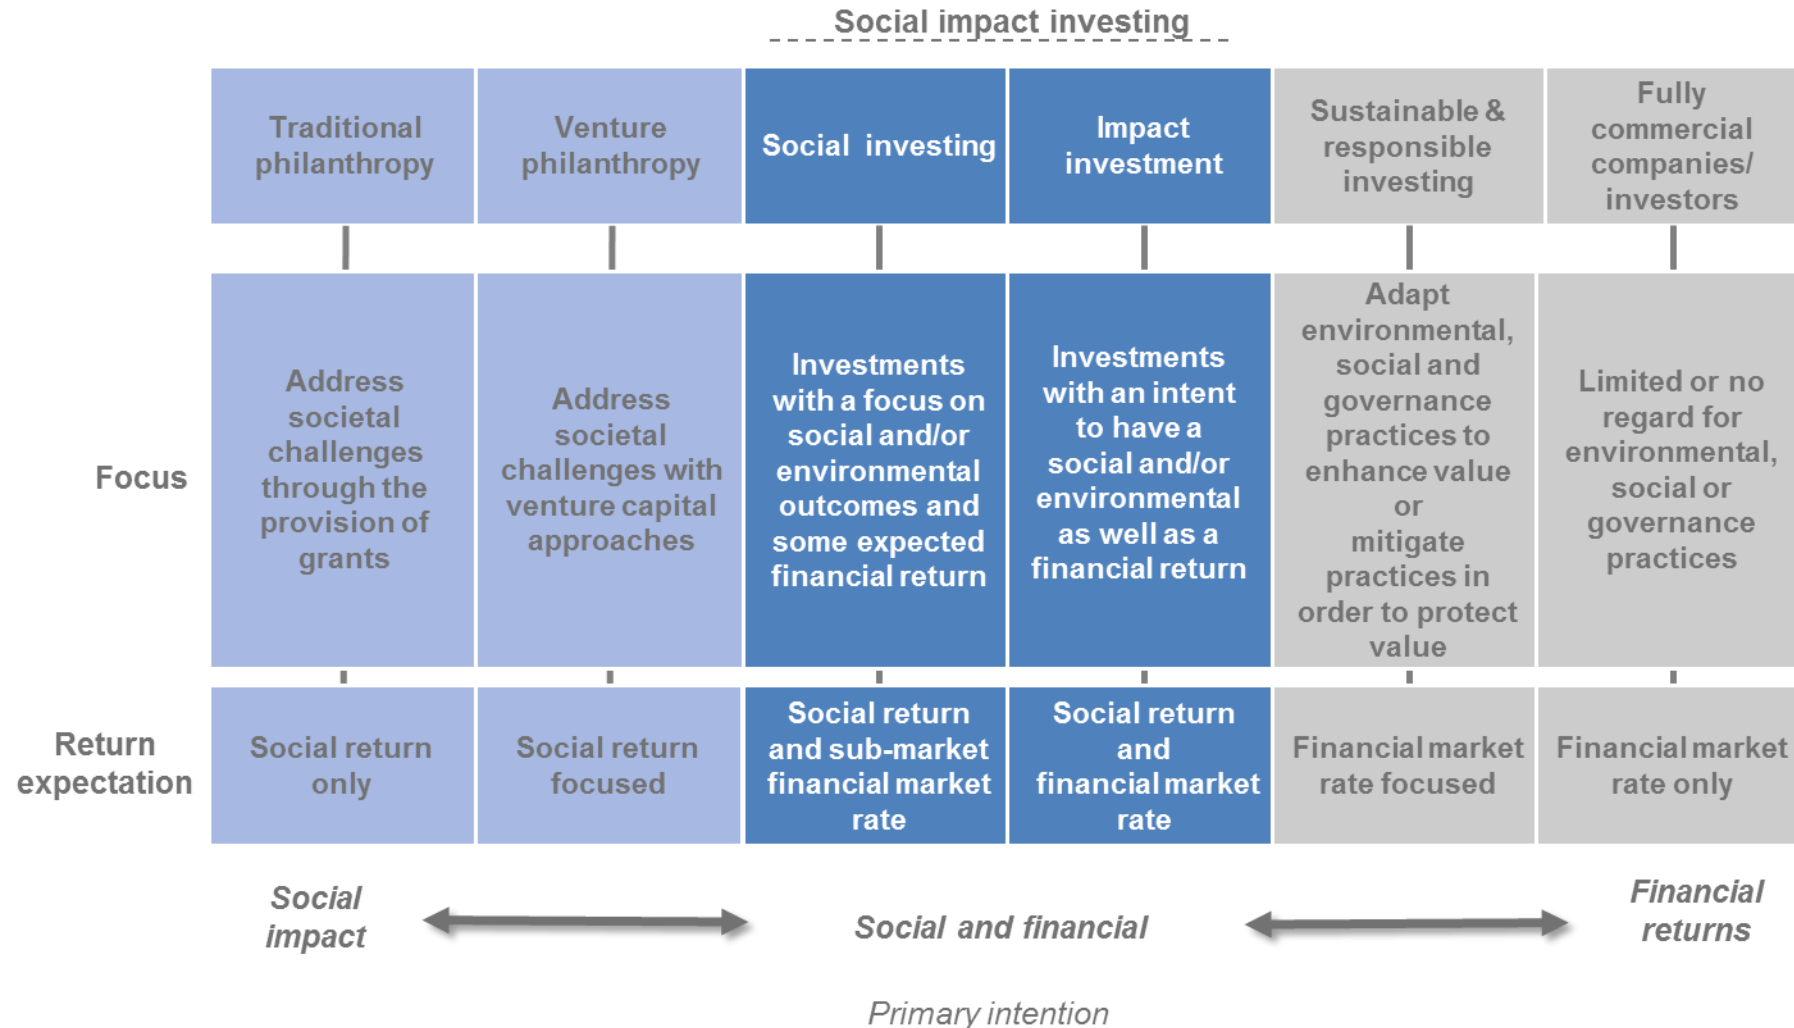 Social impact investing
Traditional
philanthropy
Venture
philanthropy
Social investing
Impact
investment
Sustainable &
responsible
investing
Fully
commercial
companies/
investors
Focus
Address
societal
challenges
through the
provision of
grants
Address
societal
challenges with
venture capital
approaches
Investments
with a focus on
social and/or
environmental
outcomes and
some expected
financial return
Investments
with an intent
to have a
social and/or
environmental
as well as a
financial return
Adapt
environmental,
social and
governance
practices to
enhance value
or
mitigate
practices in
order to protect
value
Limited or no
regard for
environmental,
social or
governance
practices
Return
expectation
Social return
only
Social return
focused
Social return
and sub-market
financial market
rate
Social return
and
financial market
rate
Financial market
rate focused
Financial market
rate only
Social
impact
Social and financial
Financial
returns
Primary intention